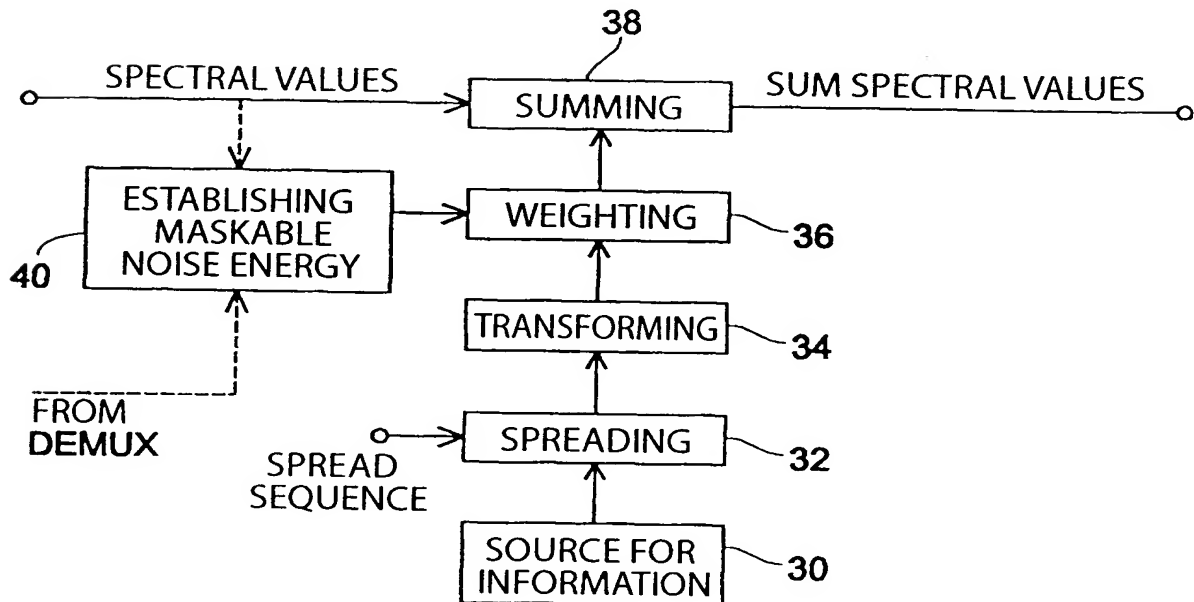 38
SPECTRAL VALUES
SUMMING
SUM SPECTRAL VALUES
ESTABLISHING
MASKABLE
NOISE ENERGY
40
WEIGHTING
36
TRANSFORMING
34
FROM
DEMUX
SPREADING
32
SPREAD
SEQUENCE
SOURCE FOR
INFORMATION
30